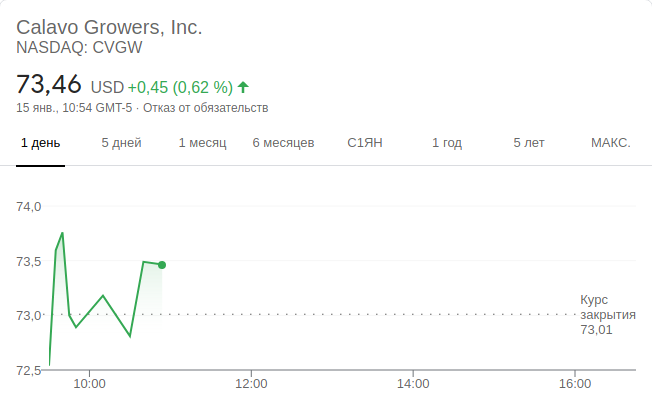 Calavo Growers, Inc.
NASDAQ: CVGW
73,46 USD +0,45 (0,62 %)
15 янв., 10:54 GMT-5 · Отказ от обязательств
1 день 5 дней 1 месяц 6 месяцев С1ЯН 1 год 5 лет МАКС.
74,0
73,5
73,0
72,5
Курс
закрытия
73,01
10:00 12:00 14:00 16:00